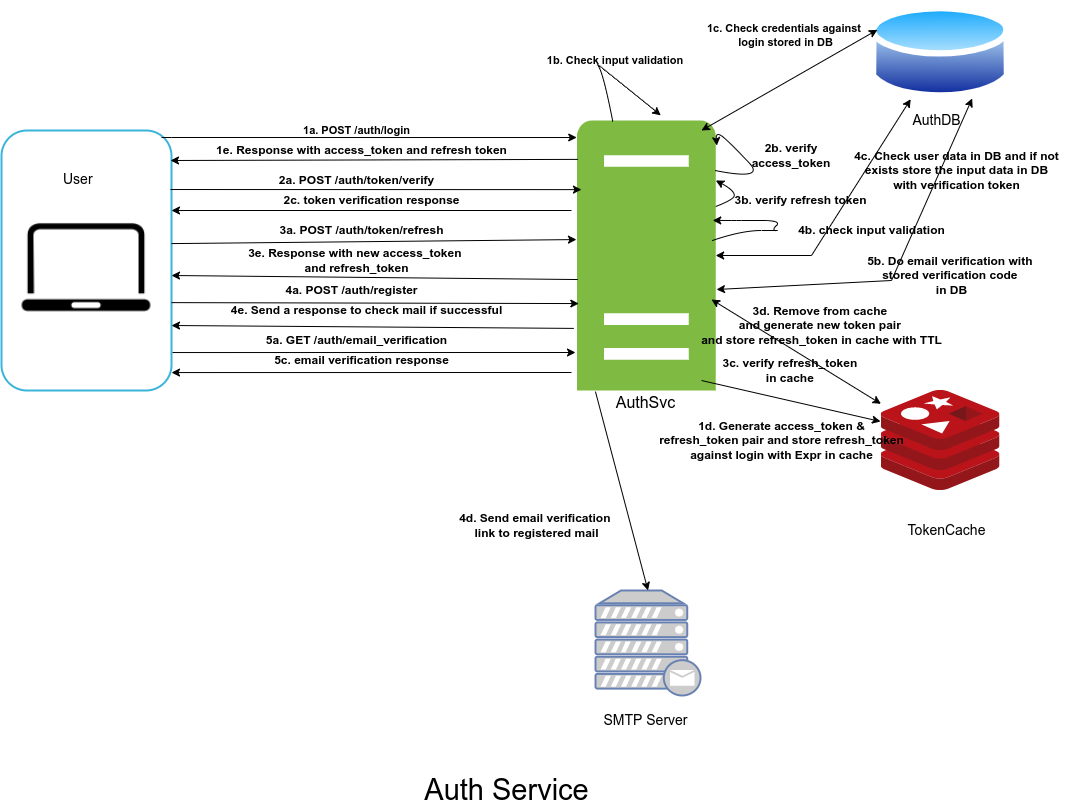 1c. Check credentials against
login stored in DB
1b. Check input validation
AuthDB
1a. POST /auth/login
1e. Response with access_token and refresh token
User
2a. POST /auth/token/verify
2c. token verification response
3a. POST /auth/token/refresh
3e. Response with new access_token
and refresh_token
4a. POST /auth/register
4e. Send a response to check mail if successful
5a. GET /auth/email_verification
5c. email verification response
2b. verify
access_token
4c. Check user data in DB and if not
exists store the input data in DB
with verification token
3b. verify refresh token
4b. check input validation
5b. Do email verification with
stored verification code
in DB
3d. Remove from cache
and generate new token pair
and store refresh_token in cache with TTL
3c. verify refresh_token
in cache
AuthSvc
1d. Generate access_token &
refresh_token pair and store refresh_token
against login with Expr in cache
TokenCache
4d. Send email verification
link to registered mail
SMTP Server
Auth Service